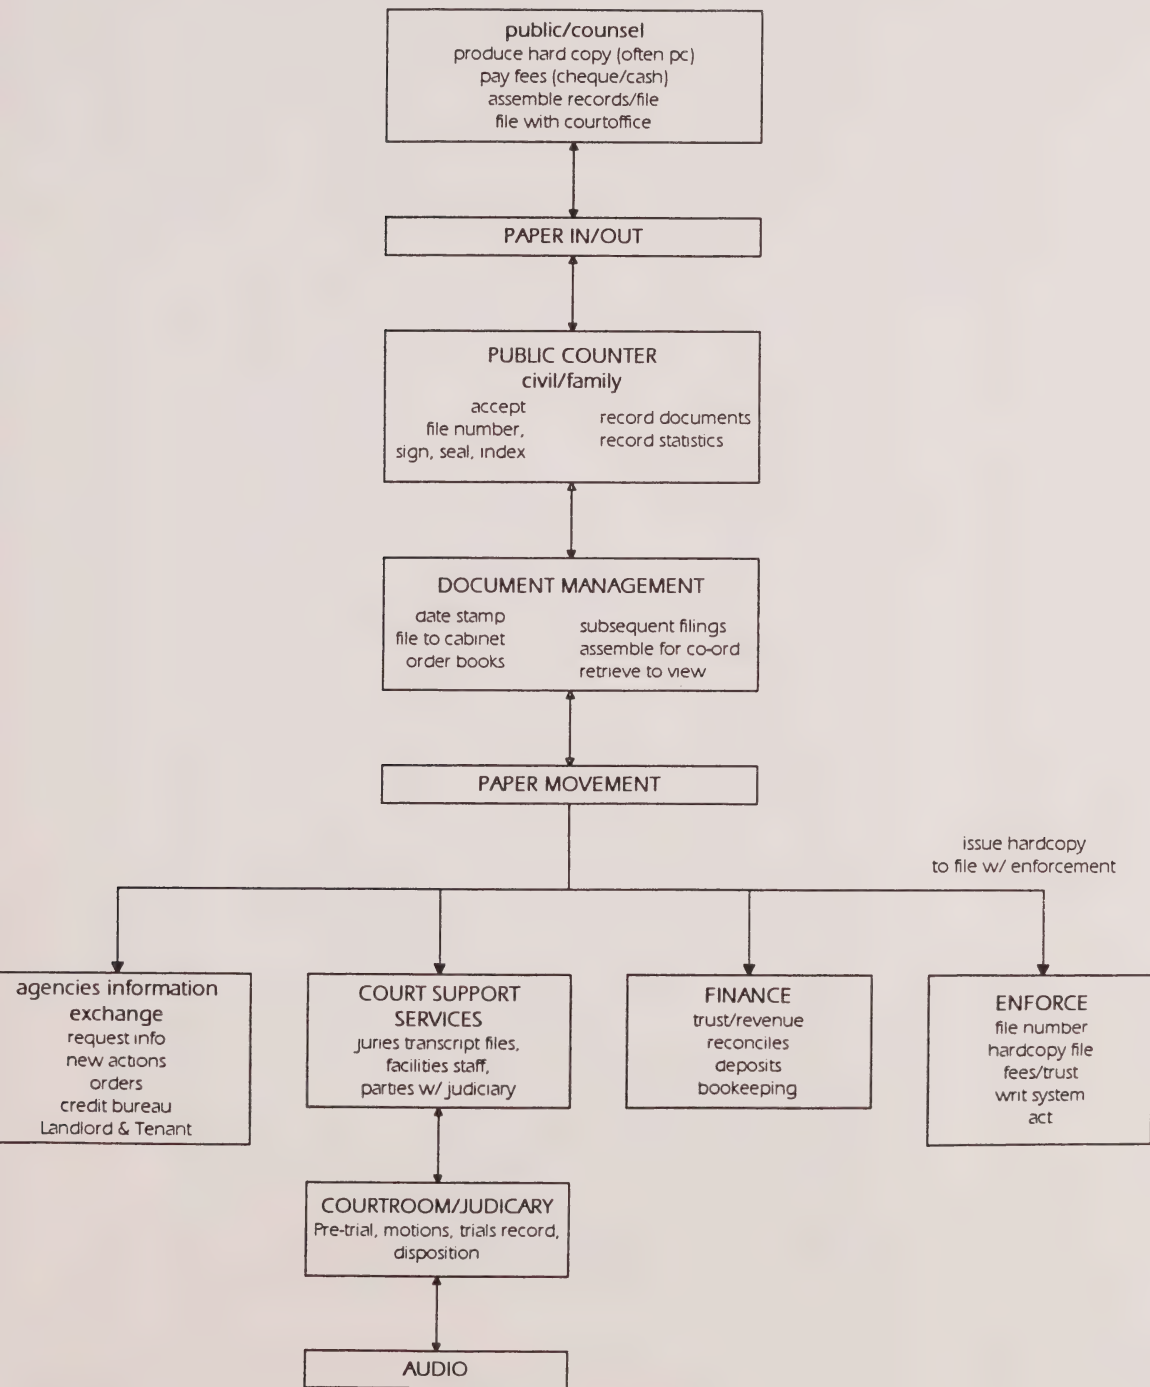 public/counsel
produce hard copy (often pc)
pay fees (cheque/cash)
assemble records/file
file with courtoffice
PAPER IN/OUT
PUBLIC COUNTER
civil/family
accept
file number,
sign, seal, index
record documents
record statistics
DOCUMENT MANAGEMENT
date stamp
file to cabinet
order books
subsequent filings
assemble for co-ord
retrieve to view
PAPER MOVEMENT
issue hardcopy
to file w/ enforcement
agencies information
exchange
request info
new actions
orders
credit bureau
Landlord & Tenant
COURT SUPPORT
SERVICES
juries transcript files,
facilities staff,
parties w/ judiciary
FINANCE
trust/revenue
reconciles
deposits
bookeeping
ENFORCE
file number
hardcopy file
fees/trust
writ system
act
COURTROOM/JUDICARY
Pre-trial, motions, trials record,
disposition
AUDIO